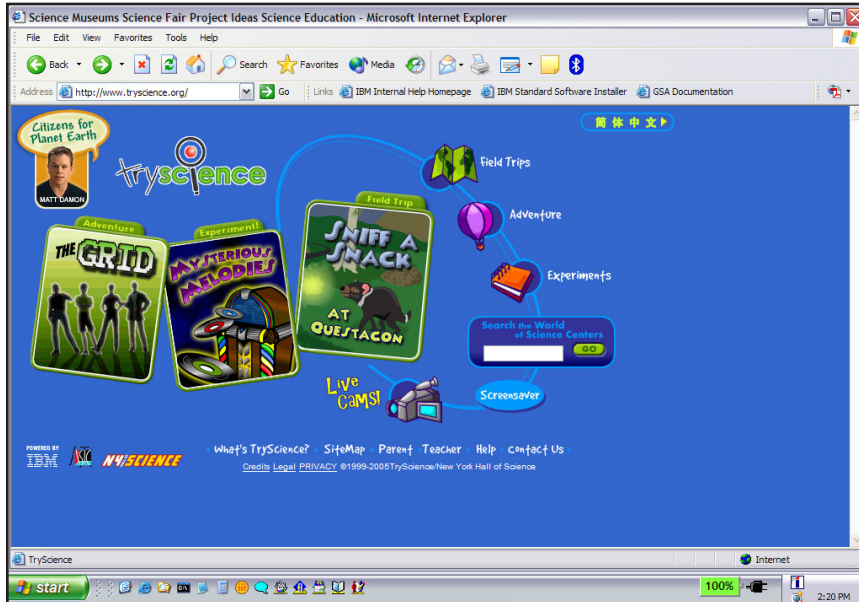 Science Museums Science Fair Project Ideas Science Education - Microsoft Internet Explorer
File Edit View Favorites Tools Help
Back Search Favorites Media
Address http://www.tryscience.org/ Go Links IBM Internal Help Homepage IBM Standard Software Installer GSA Documentation
Citizens for
Planet Earth
MATT DAMON
tryscience
简体中文
Field Trips
Adventure
Experiments
Adventure
THE GRID
Experiment!
MYSTERIOUS
MELODIES
Field Trip
SNIFF A
SNACK
AT
QUESTACON
Search the World
of Science Centers
GO
Live
Cams!
Screensaver
POWERED BY
IBM
ASTC
NY!SCIENCE
What's TryScience? SiteMap Parent Teacher Help Contact Us
Credits Legal PRIVACY ©1999-2005TryScience/New York Hall of Science
TryScience Internet
start 100% 2:20 PM